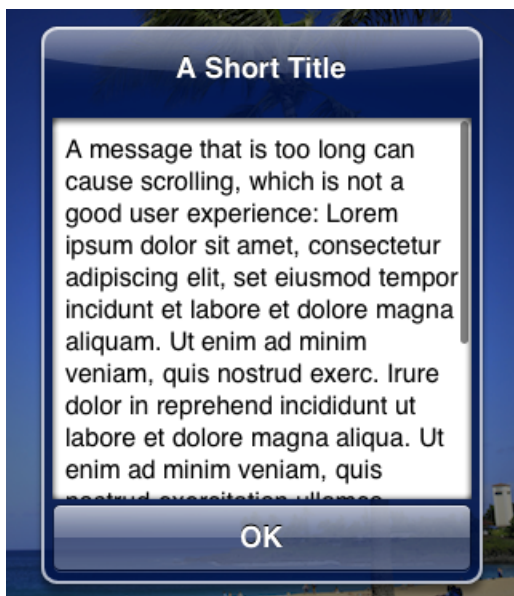 A Short Title
A message that is too long can
cause scrolling, which is not a
good user experience: Lorem
ipsum dolor sit amet, consectetur
adipiscing elit, set eiusmod tempor
incidunt et labore et dolore magna
aliquam. Ut enim ad minim
veniam, quis nostrud exerc. Irure
dolor in reprehend incididunt ut
labore et dolore magna aliqua. Ut
enim ad minim veniam, quis
OK